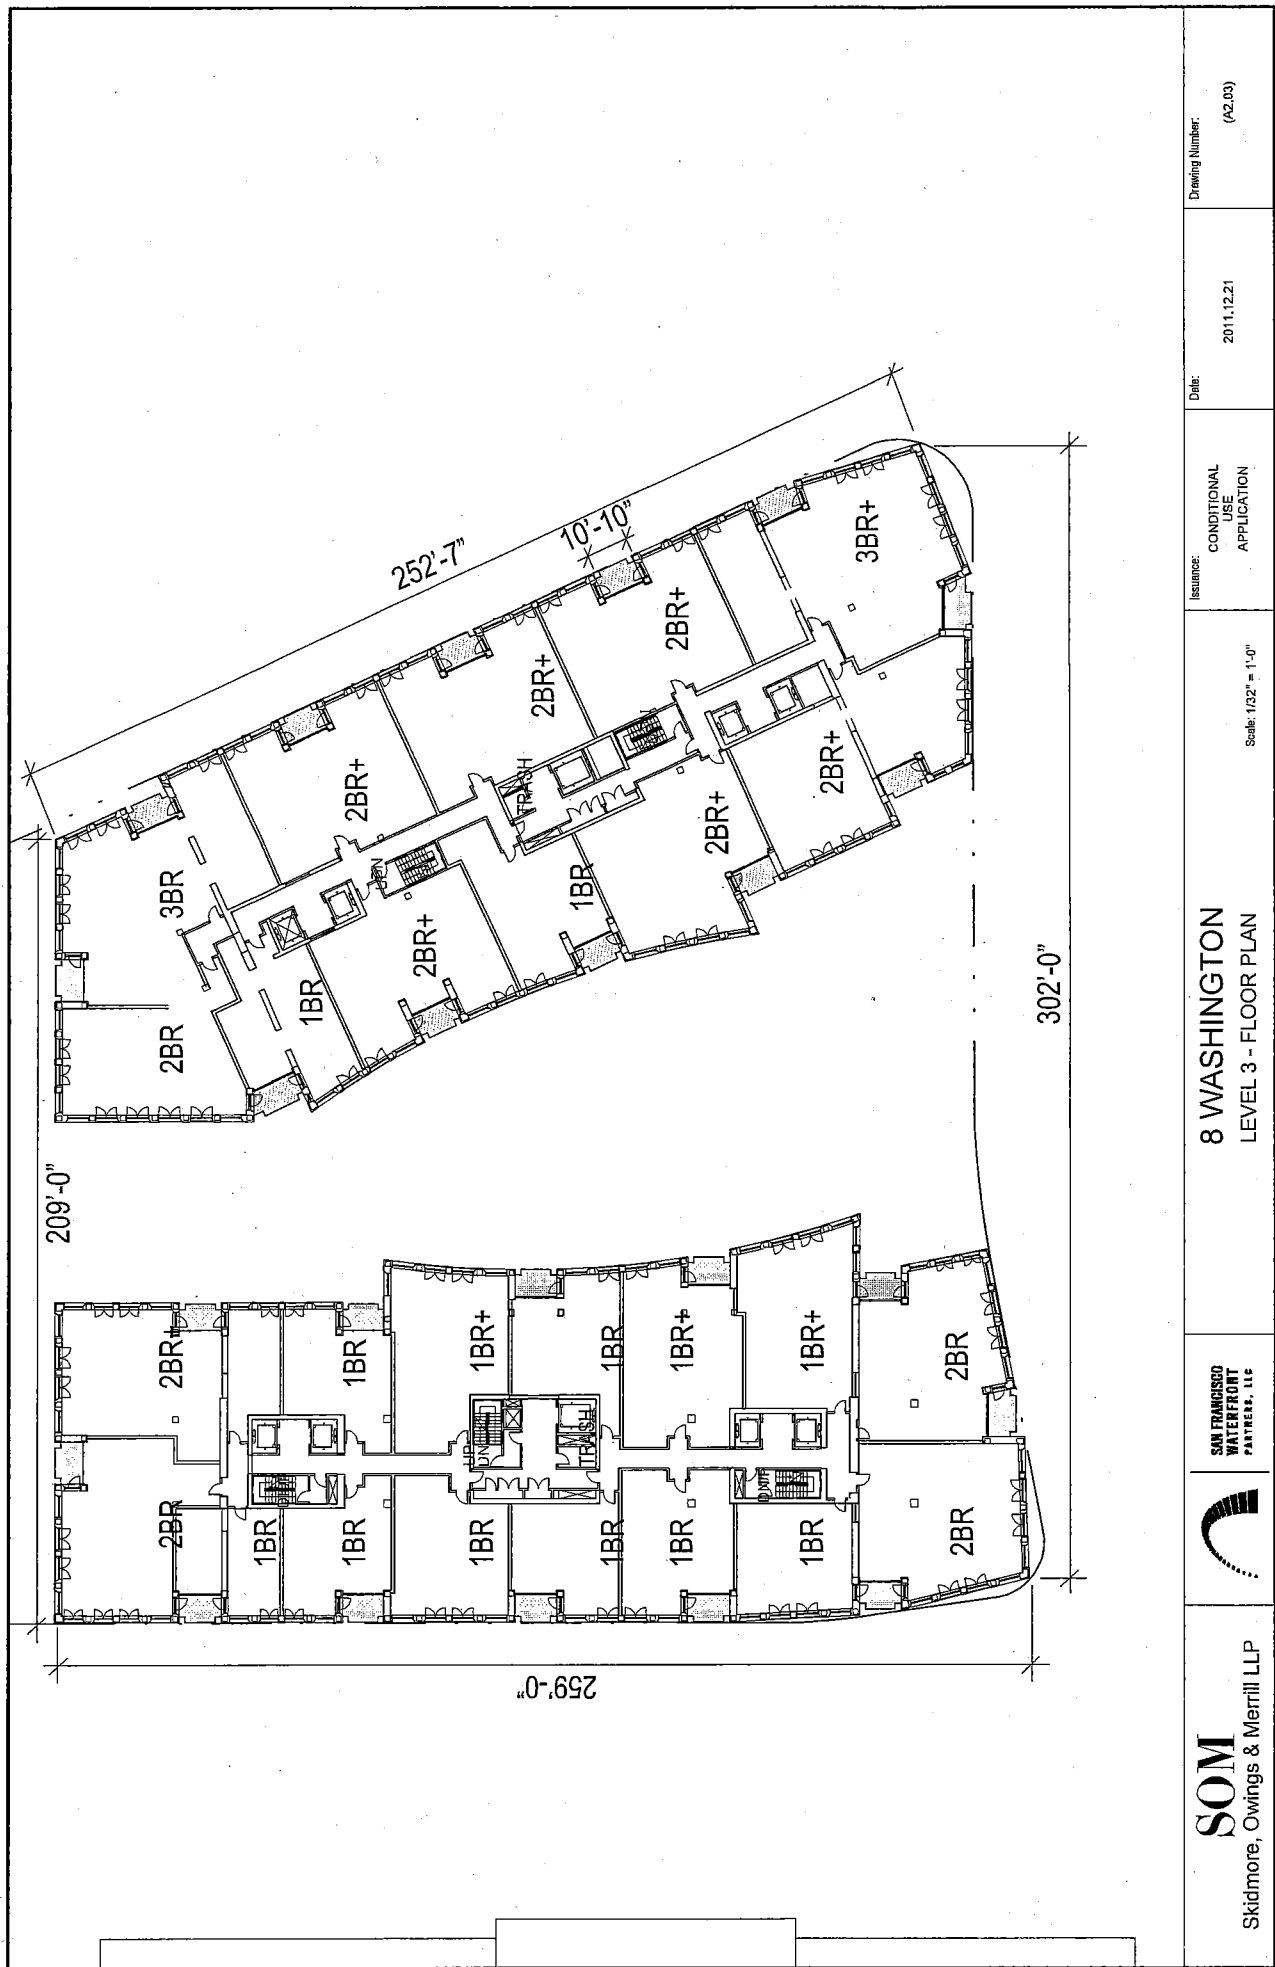 209'-0"
252'-7"
10'-10"
302'-0"
259'-0"
3BR
2BR+
2BR+
2BR+
3BR+
2BR
1BR
2BR+
1BR
2BR+
2BR+
TRASH
DN
2BR+
1BR
1BR+
1BR
1BR+
1BR+
2BR
2BR
1BR
1BR
1BR
1BR
1BR
1BR
2BR
UP
DN
TRASH
SOM
Skidmore, Owings & Merrill LLP
SAN FRANCISCO
WATERFRONT
PARTNERS, LLC
8 WASHINGTON
LEVEL 3 - FLOOR PLAN
Scale: 1/32" = 1'-0"
Issuance:
CONDITIONAL
USE
APPLICATION
Date:
2011.12.21
Drawing Number:
(A2.03)